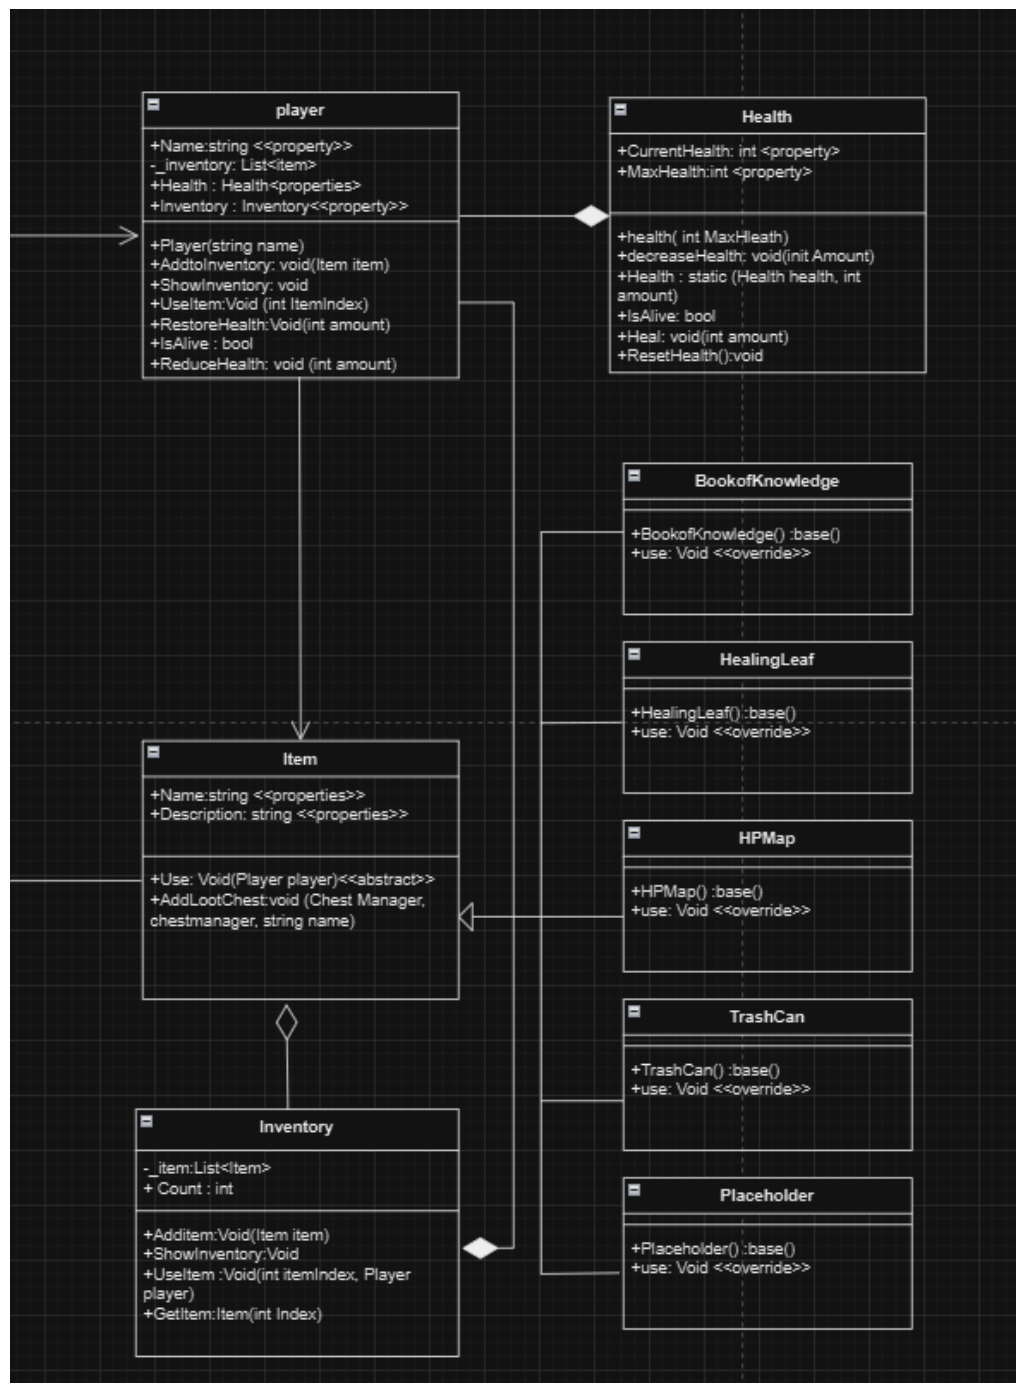 player
+Name:string <<property>>
-_inventory: List<item>
+Health : Health<properties>
+Inventory : Inventory<<property>>
+Player(string name)
+AddtoInventory: void(Item item)
+ShowInventory: void
+UseItem:Void (int ItemIndex)
+RestoreHealth:Void(int amount)
+IsAlive : bool
+ReduceHealth: void (int amount)
Health
+CurrentHealth: int <property>
+MaxHealth:int <property>
+health( int MaxHleath)
+decreaseHealth: void(init Amount)
+Health : static (Health health, int
amount)
+IsAlive: bool
+Heal: void(int amount)
+ResetHealth():void
BookofKnowledge
+BookofKnowledge() :base()
+use: Void <<override>>
HealingLeaf
+HealingLeaf() :base()
+use: Void <<override>>
Item
+Name:string <<properties>>
+Description: string <<properties>>
+Use: Void(Player player)<<abstract>>
+AddLootChest:void (Chest Manager,
chestmanager, string name)
HPMap
+HPMap() :base()
+use: Void <<override>>
TrashCan
+TrashCan() :base()
+use: Void <<override>>
Inventory
-_item:List<Item>
+ Count : int
+Additem:Void(Item item)
+ShowInventory:Void
+UseItem :Void(int itemIndex, Player
player)
+GetItem:Item(int Index)
Placeholder
+Placeholder() :base()
+use: Void <<override>>